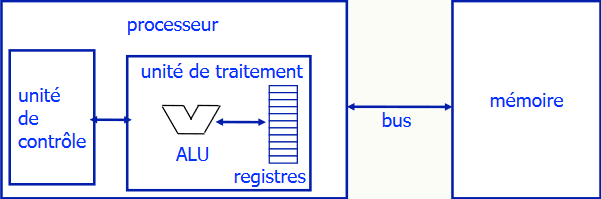 processeur
unité de traitement
unité
de
contrôle
ALU
registres
bus
mémoire